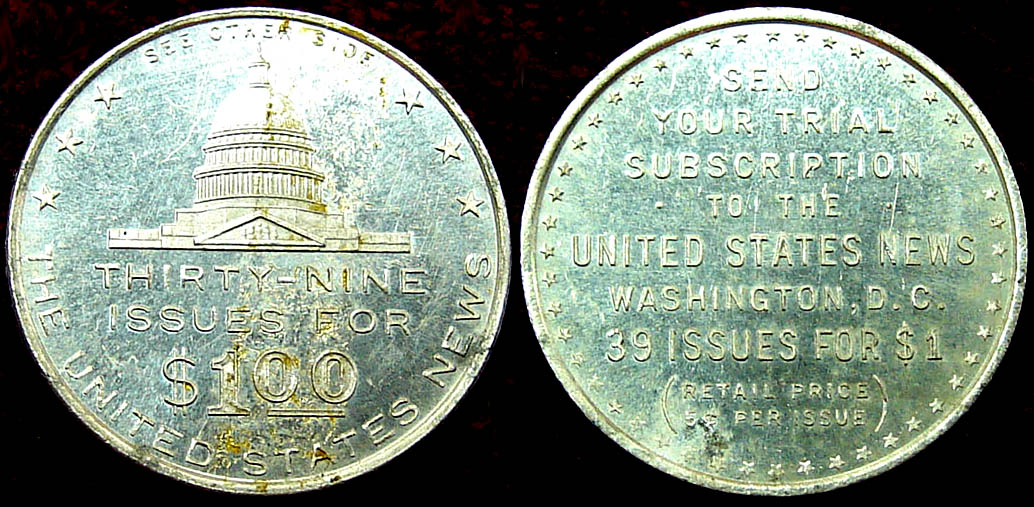 SEE OTHER SIDE
THIRTY-NINE
ISSUES FOR
$1.00
THE UNITED STATES NEWS
SEND
YOUR TRIAL
SUBSCRIPTION
· TO THE ·
UNITED STATES NEWS
WASHINGTON, D.C.
39 ISSUES FOR $1
(RETAIL PRICE
5¢ PER ISSUE)